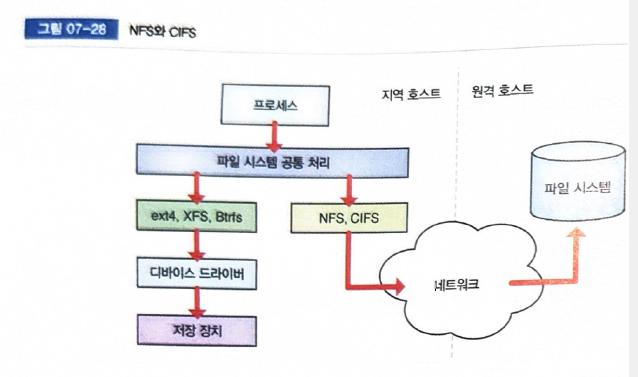 그림 07-28 NFS와 CIFS
지역 호스트
원격 호스트
프로세스
파일 시스템 공통 처리
파일 시스템
ext4, XFS, Btrfs
NFS, CIFS
디바이스 드라이버
네트워크
저장 장치